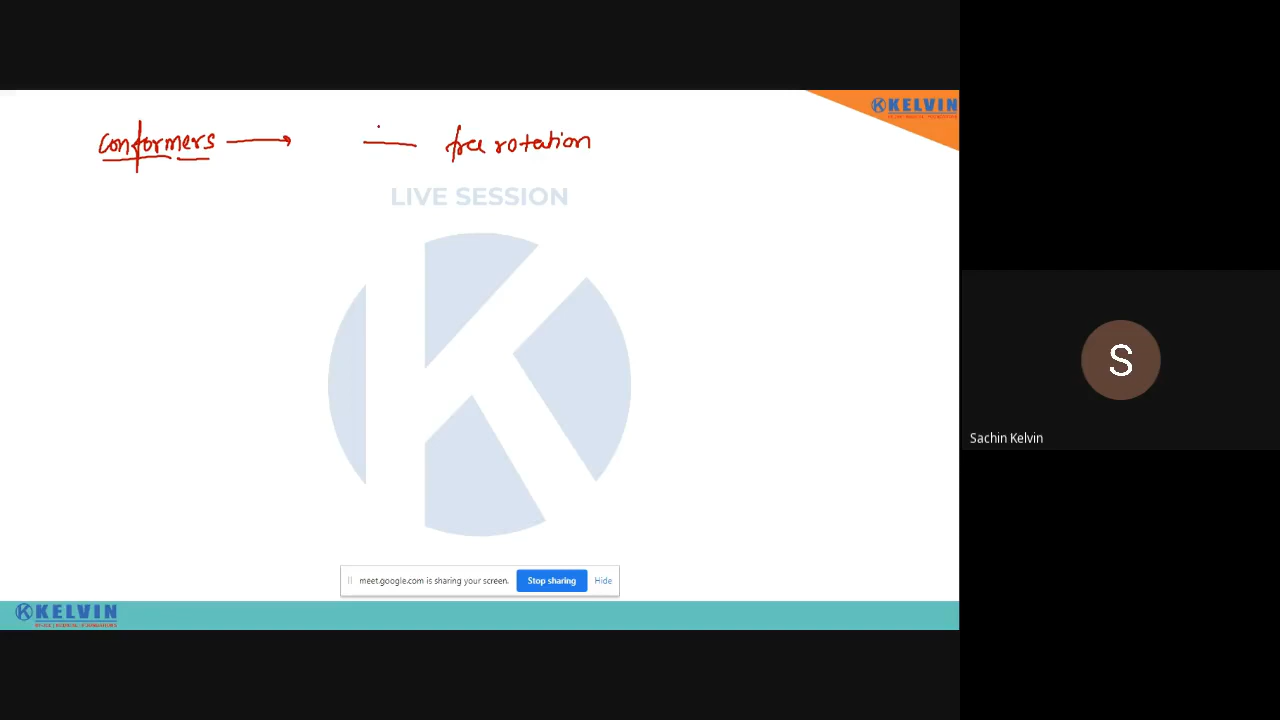 KELVIN
conformers → — free rotation
LIVE SESSION
S
Sachin Kelvin
meet.google.com is sharing your screen. Stop sharing Hide
KELVIN